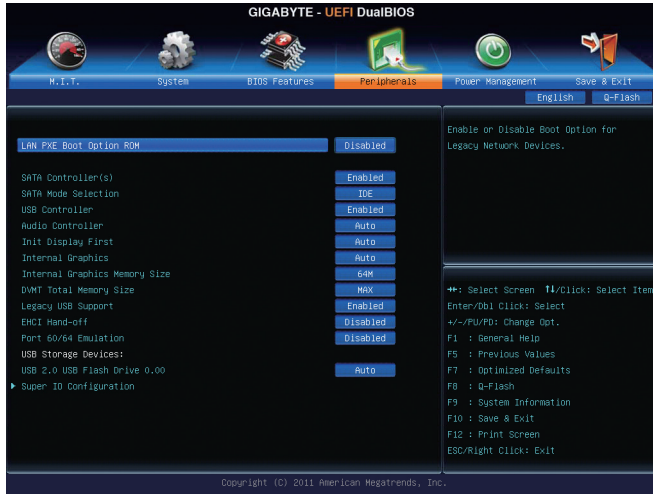 GIGABYTE - UEFI DualBIOS
M.I.T. System BIOS Features Peripherals Power Management Save & Exit
English Q-Flash
LAN PXE Boot Option ROM Disabled
SATA Controller(s) Enabled
SATA Mode Selection IDE
USB Controller Enabled
Audio Controller Auto
Init Display First Auto
Internal Graphics Auto
Internal Graphics Memory Size 64M
DVMT Total Memory Size MAX
Legacy USB Support Enabled
EHCI Hand-off Disabled
Port 60/64 Emulation Disabled
USB Storage Devices:
USB 2.0 USB Flash Drive 0.00 Auto
Super IO Configuration
Enable or Disable Boot Option for
Legacy Network Devices.
→←: Select Screen ↑↓/Click: Select Item
Enter/Dbl Click: Select
+/-/PU/PD: Change Opt.
F1 : General Help
F5 : Previous Values
F7 : Optimized Defaults
F8 : Q-Flash
F9 : System Information
F10 : Save & Exit
F12 : Print Screen
ESC/Right Click: Exit
Copyright (C) 2011 American Megatrends, Inc.